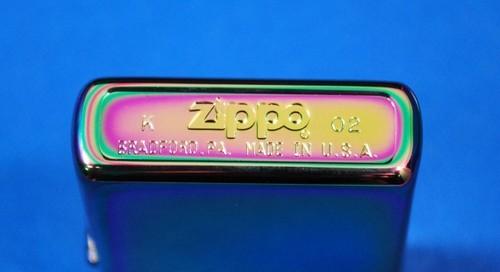 K Zippo 02
BRADFORD,PA. MADE IN U.S.A.